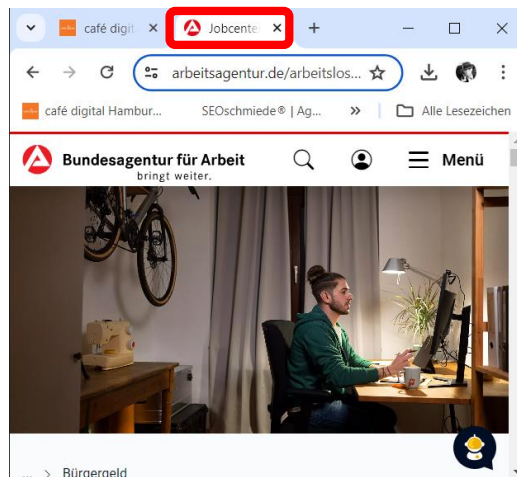 café digit
Jobcente
arbeitsagentur.de/arbeitslos...
café digital Hambur...
SEOschmiede® | Ag...
Alle Lesezeichen
Bundesagentur für Arbeit
bringt weiter.
Menü
... > Bürgergeld